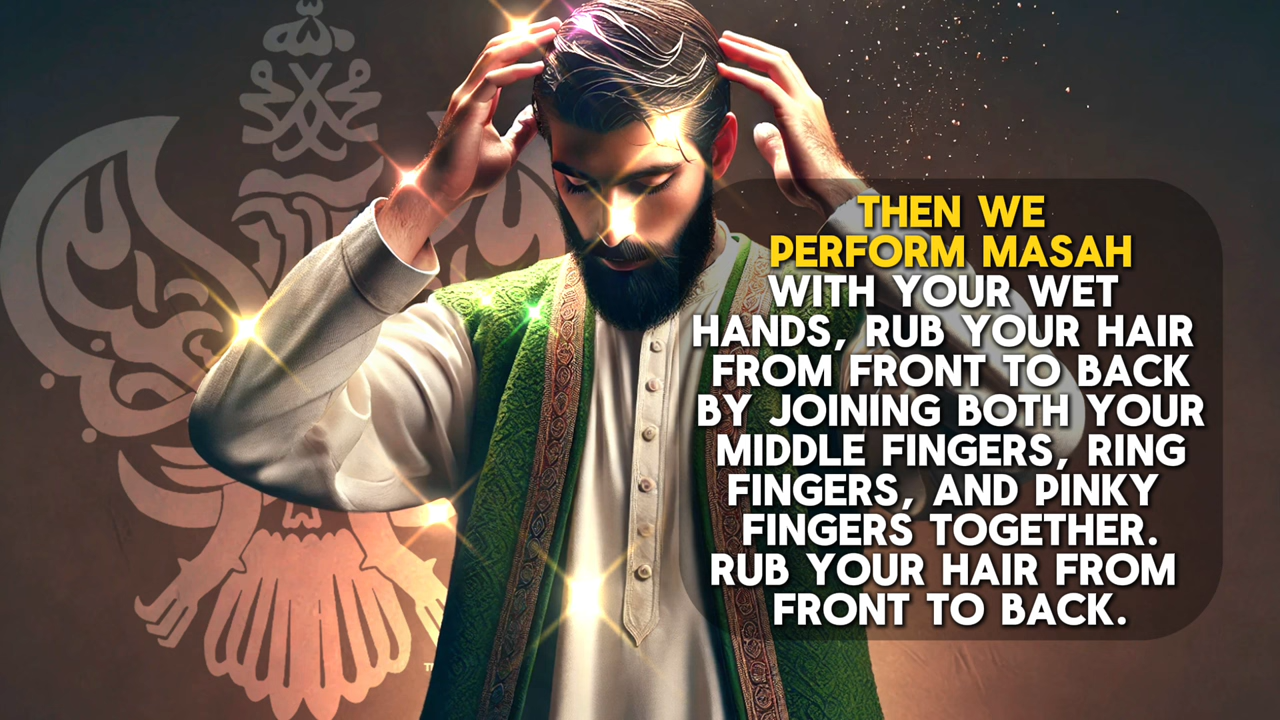 THEN WE
PERFORM MASAH
WITH YOUR WET
HANDS, RUB YOUR HAIR
FROM FRONT TO BACK
BY JOINING BOTH YOUR
MIDDLE FINGERS, RING
FINGERS, AND PINKY
FINGERS TOGETHER.
RUB YOUR HAIR FROM
FRONT TO BACK.